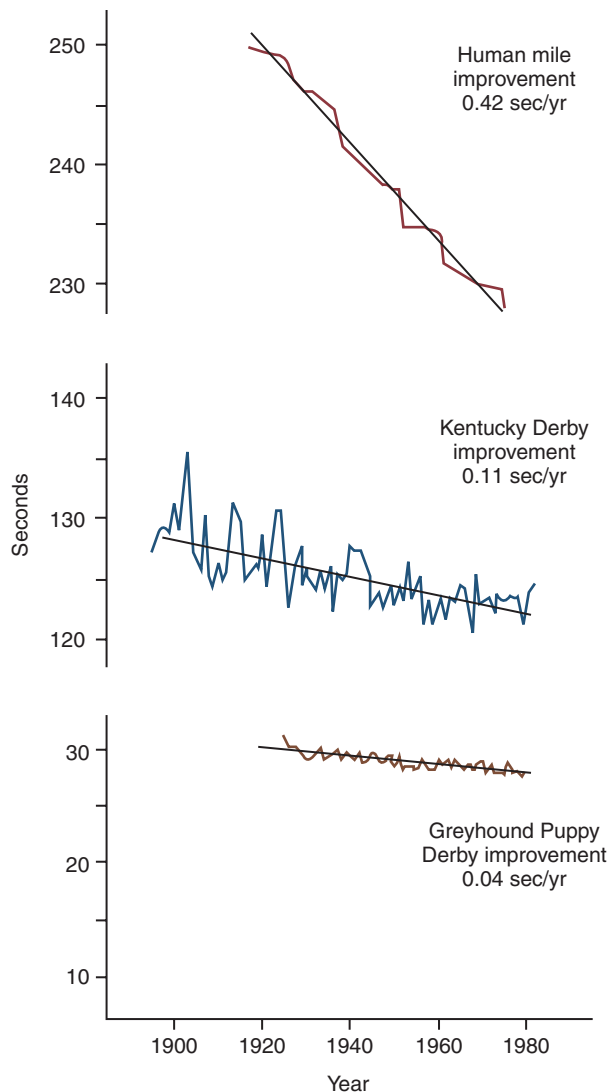 250
240
230
Human mile
improvement
0.42 sec/yr
140
130
120
Kentucky Derby
improvement
0.11 sec/yr
Seconds
30
20
10
Greyhound Puppy
Derby improvement
0.04 sec/yr
1900 1920 1940 1960 1980
Year